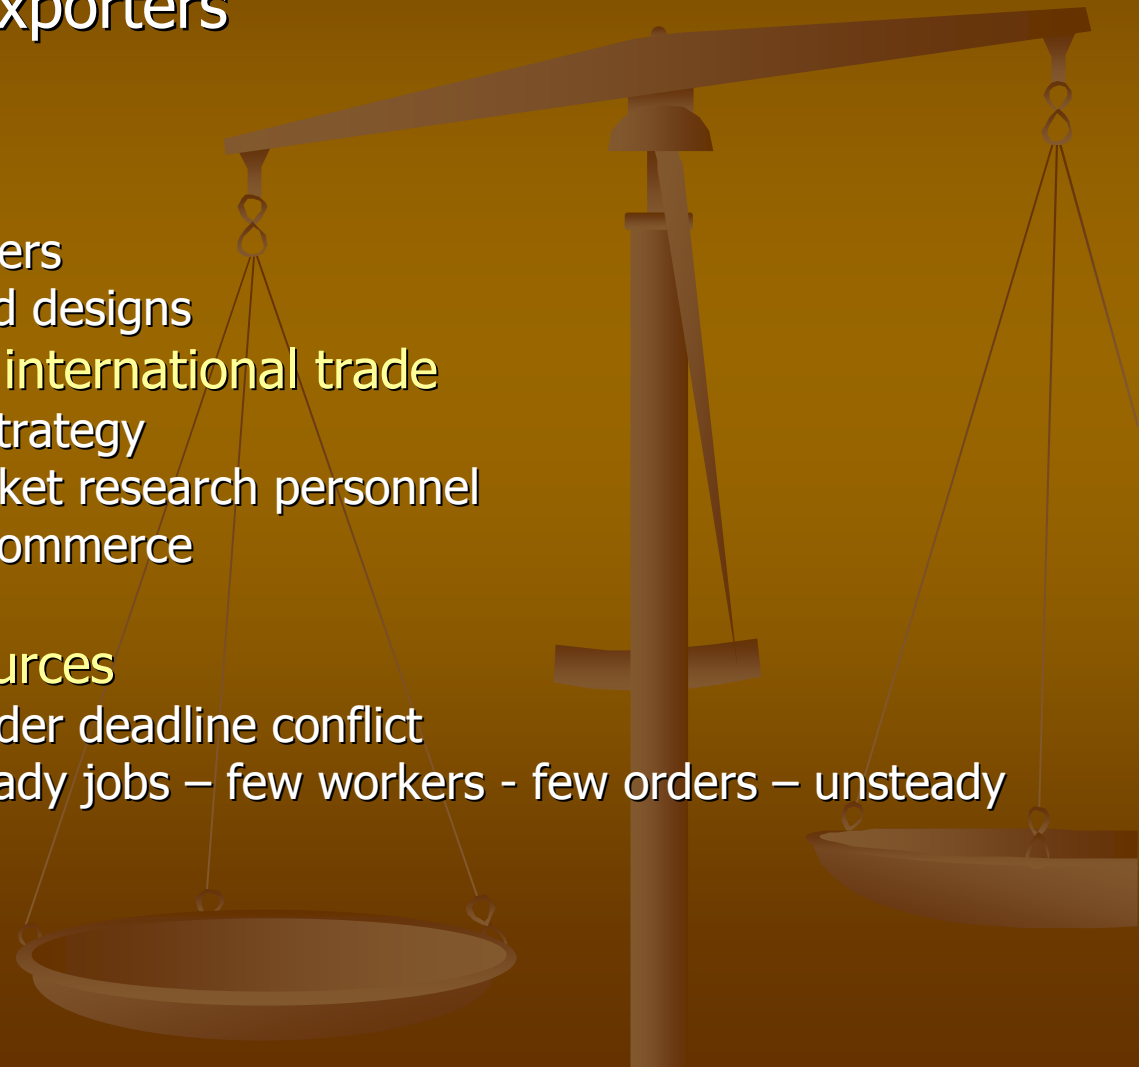 xporters
ers
d designs
international trade
trategy
ket research personnel
ommerce
urces
der deadline conflict
ady jobs – few workers - few orders – unsteady